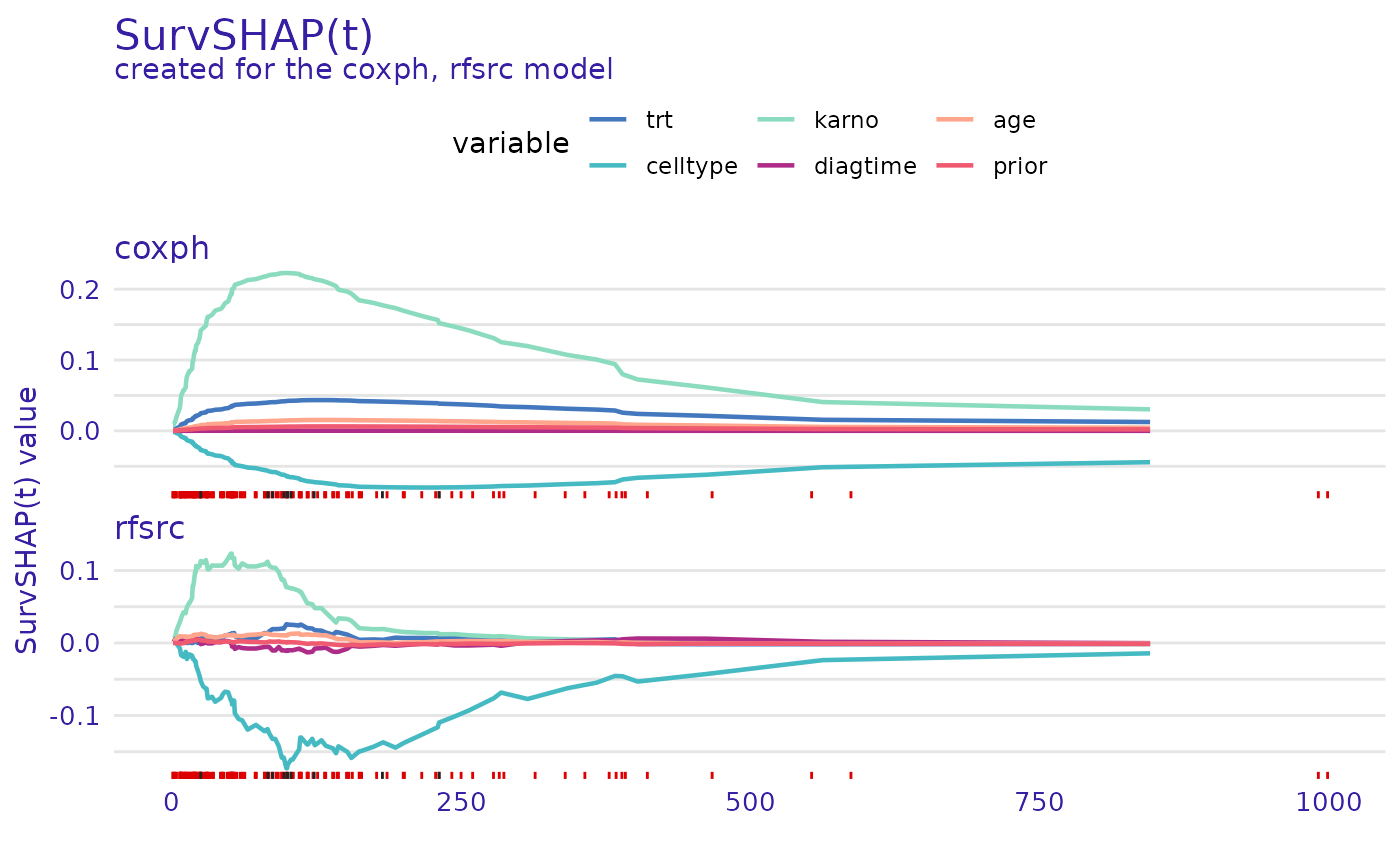 SurvSHAP(t)
created for the coxph, rfsrc model
variable
trt
karno
age
celltype
diagtime
prior
coxph
0.2
0.1
0.0
SurvSHAP(t) value
rfsrc
0.1
0.0
-0.1
0
250
500
750
1000